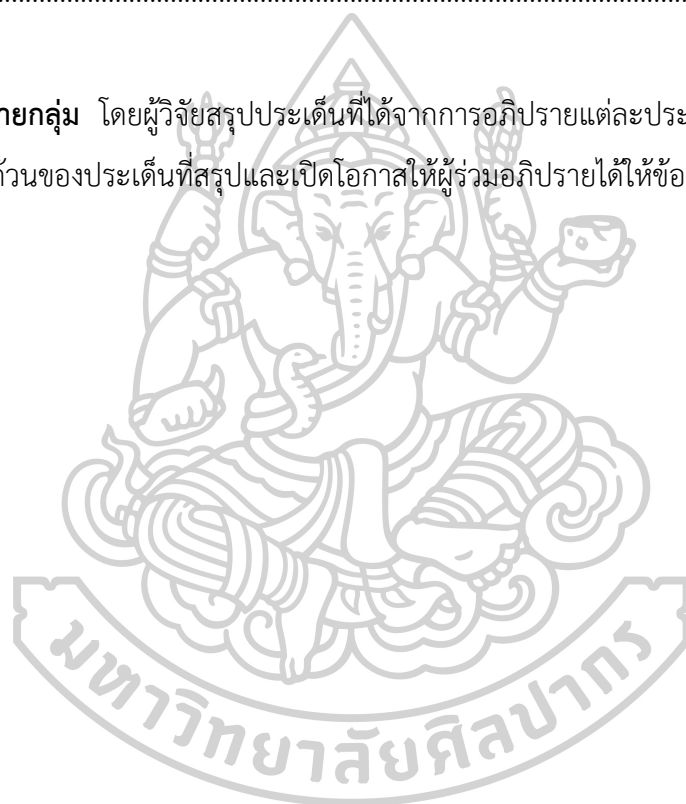 ......................................................................................................
ายกลุ่ม โดยผู้วิจัยสรุปประเด็นที่ได้จากการอภิปรายแต่ละประ
ถ้วนของประเด็นที่สรุปและเปิดโอกาสให้ผู้ร่วมอภิปรายได้ให้ข้อ
มหาวิทยาลัยศิลปากร